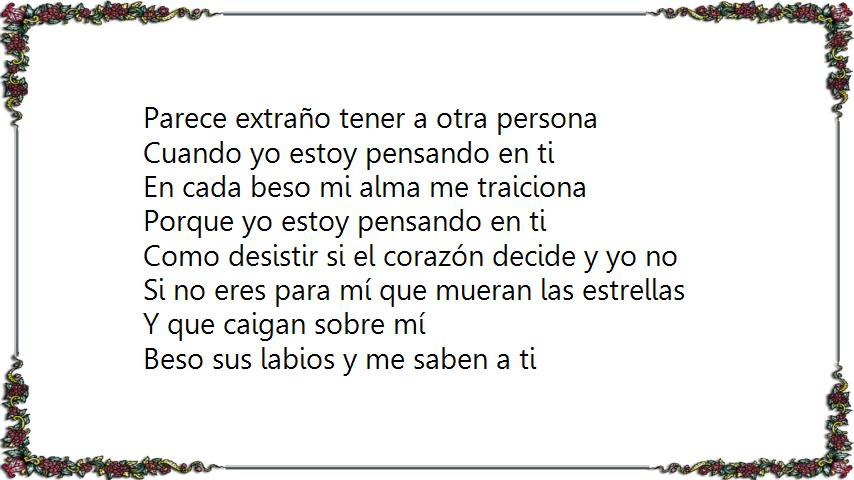 Parece extraño tener a otra persona
Cuando yo estoy pensando en ti
En cada beso mi alma me traiciona
Porque yo estoy pensando en ti
Como desistir si el corazón decide y yo no
Si no eres para mí que mueran las estrellas
Y que caigan sobre mí
Beso sus labios y me saben a ti